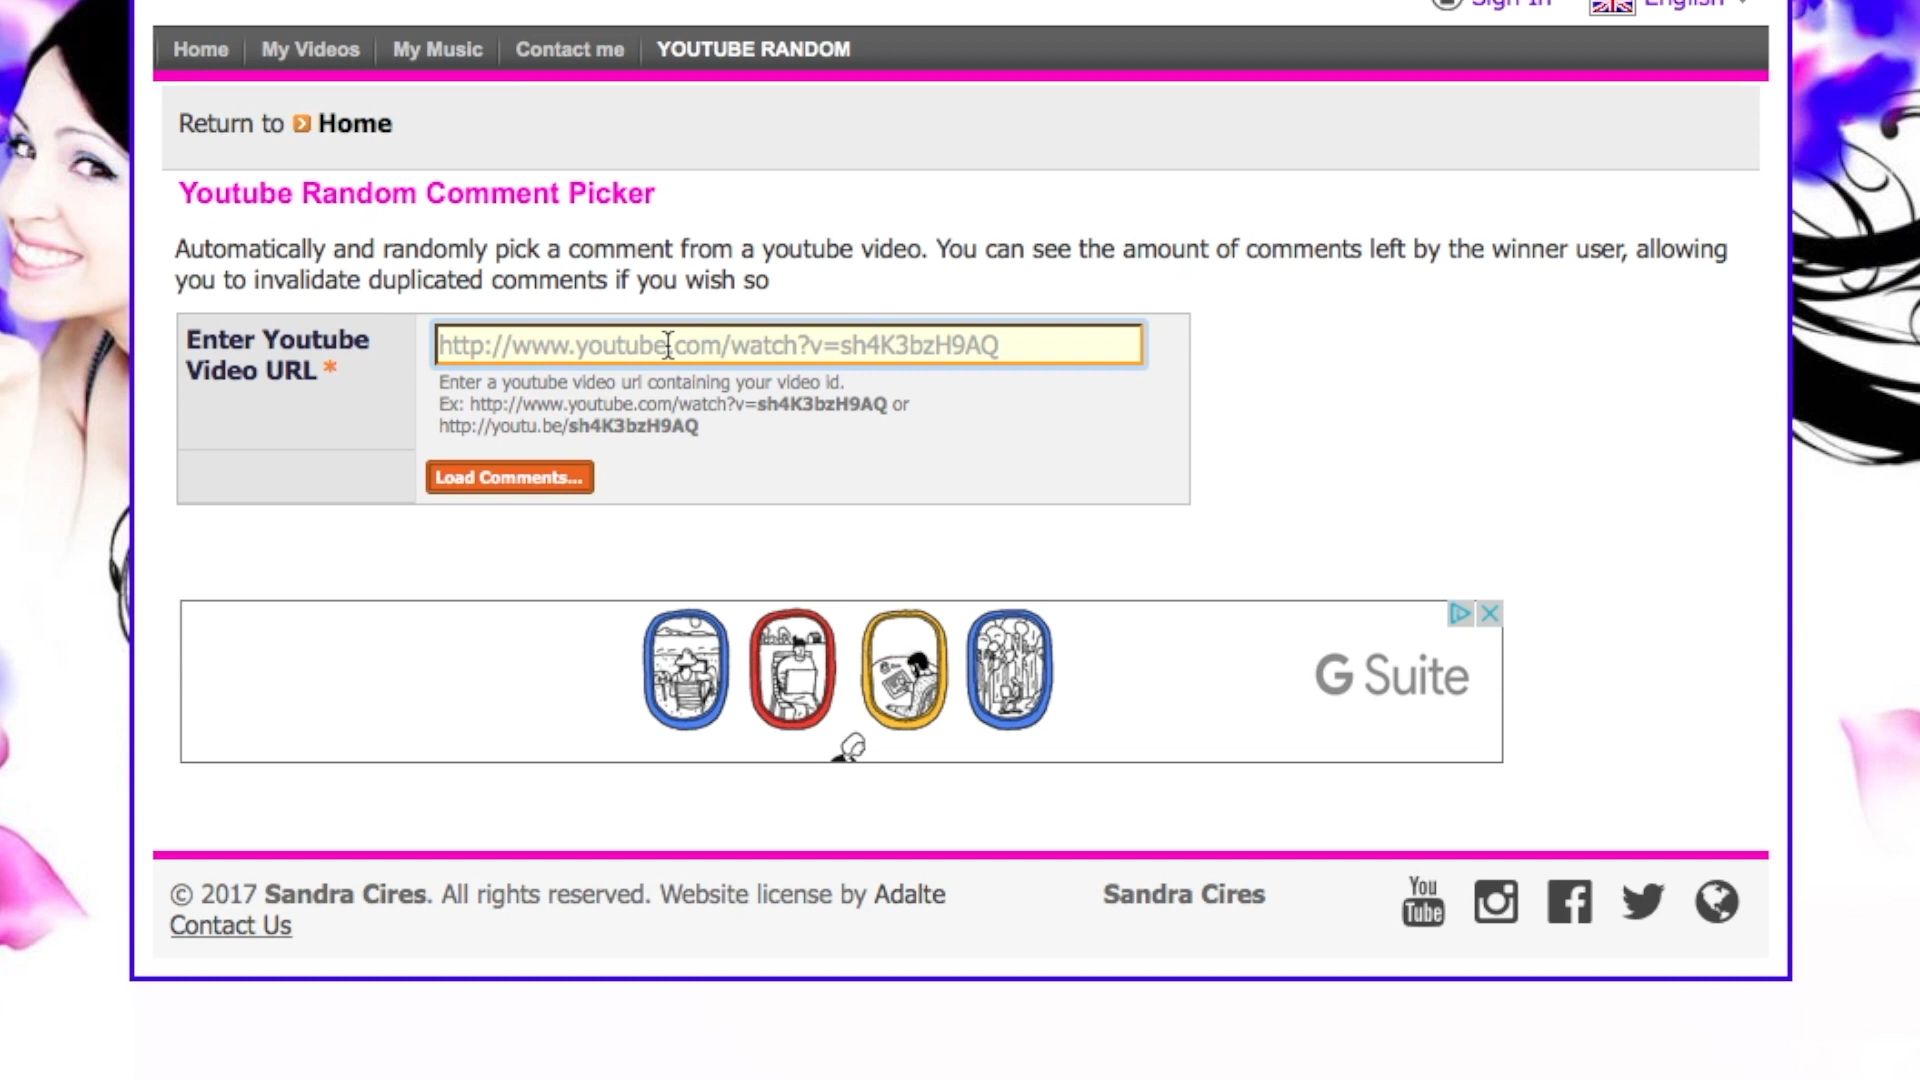 Sign In English
Home My Videos My Music Contact me YOUTUBE RANDOM
Return to Home
Youtube Random Comment Picker
Automatically and randomly pick a comment from a youtube video. You can see the amount of comments left by the winner user, allowing
you to invalidate duplicated comments if you wish so
Enter Youtube
Video URL *
http://www.youtube.com/watch?v=sh4K3bzH9AQ
Enter a youtube video url containing your video id.
Ex: http://www.youtube.com/watch?v=sh4K3bzH9AQ or
http://youtu.be/sh4K3bzH9AQ
Load Comments...
G Suite
© 2017 Sandra Cires. All rights reserved. Website license by Adalte
Contact Us
Sandra Cires
You
Tube